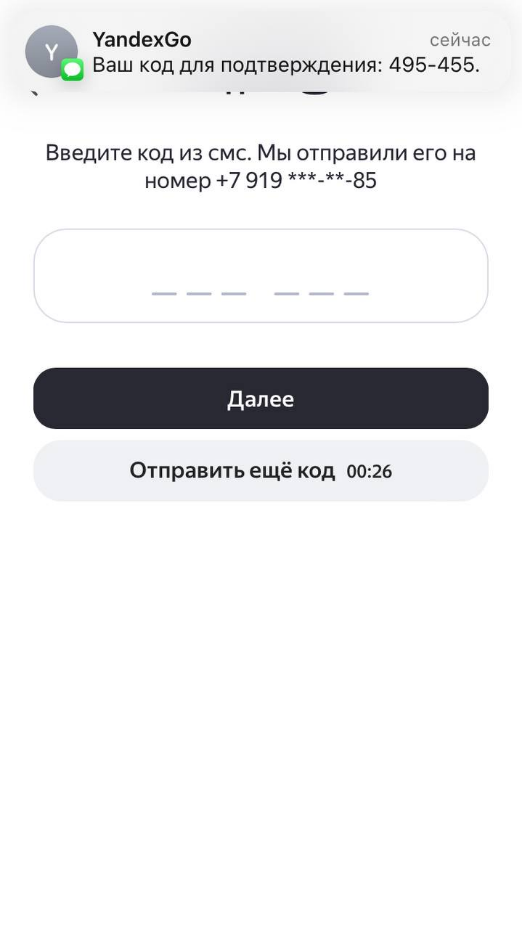 Y
YandexGo
сейчас
Ваш код для подтверждения: 495-455.
Введите код из смс. Мы отправили его на
номер +7 919 ***-**-85
Далее
Отправить ещё код 00:26